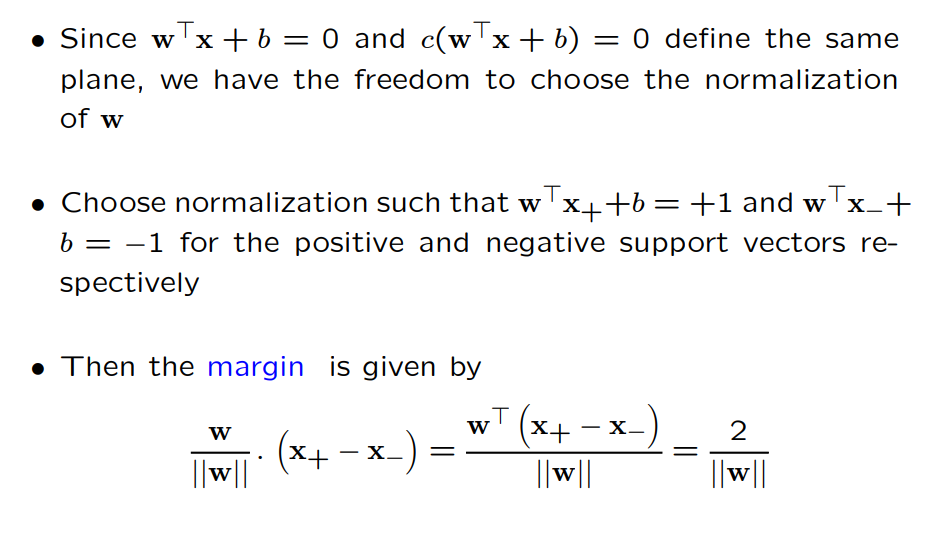 • Since w⊤x + b = 0 and c(w⊤x + b) = 0 define the same
plane, we have the freedom to choose the normalization
of w
• Choose normalization such that w⊤x₊+b = +1 and w⊤x₋+
b = −1 for the positive and negative support vectors re-
spectively
• Then the margin is given by
w/||w|| . (x₊ − x₋) = w⊤(x₊ − x₋)/||w|| = 2/||w||